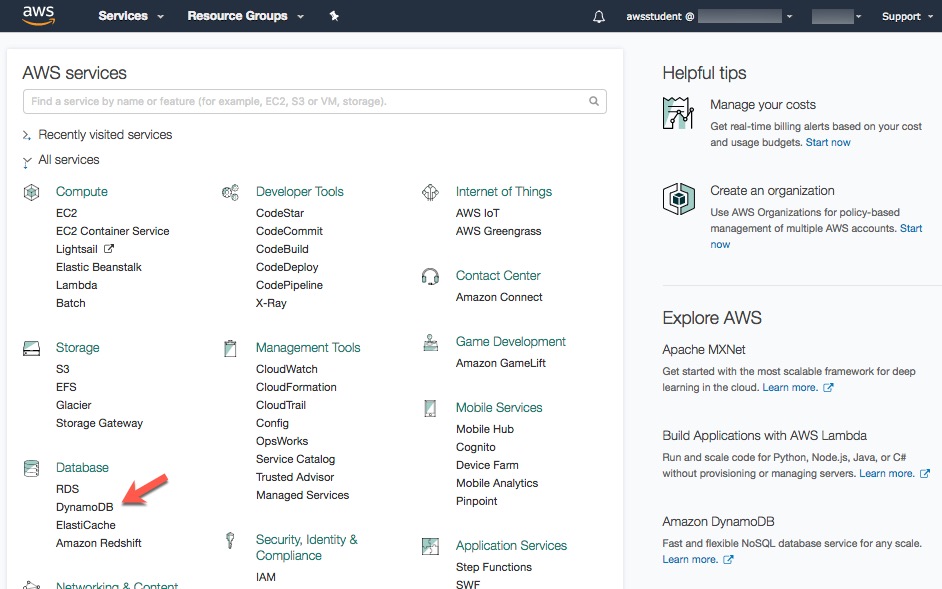 aws
Services
Resource Groups
awsstudent @
Support
AWS services
Find a service by name or feature (for example, EC2, S3 or VM, storage).
Recently visited services
All services
Compute
EC2
EC2 Container Service
Lightsail
Elastic Beanstalk
Lambda
Batch
Storage
S3
EFS
Glacier
Storage Gateway
Database
RDS
DynamoDB
ElastiCache
Amazon Redshift
Networking & Content
Developer Tools
CodeStar
CodeCommit
CodeBuild
CodeDeploy
CodePipeline
X-Ray
Management Tools
CloudWatch
CloudFormation
CloudTrail
Config
OpsWorks
Service Catalog
Trusted Advisor
Managed Services
Security, Identity &
Compliance
IAM
Internet of Things
AWS IoT
AWS Greengrass
Contact Center
Amazon Connect
Game Development
Amazon GameLift
Mobile Services
Mobile Hub
Cognito
Device Farm
Mobile Analytics
Pinpoint
Application Services
Step Functions
SWF
Helpful tips
Manage your costs
Get real-time billing alerts based on your cost
and usage budgets. Start now
Create an organization
Use AWS Organizations for policy-based
management of multiple AWS accounts. Start
now
Explore AWS
Apache MXNet
Get started with the most scalable framework for deep
learning in the cloud. Learn more.
Build Applications with AWS Lambda
Run and scale code for Python, Node.js, Java, or C#
without provisioning or managing servers. Learn more.
Amazon DynamoDB
Fast and flexible NoSQL database service for any scale.
Learn more.